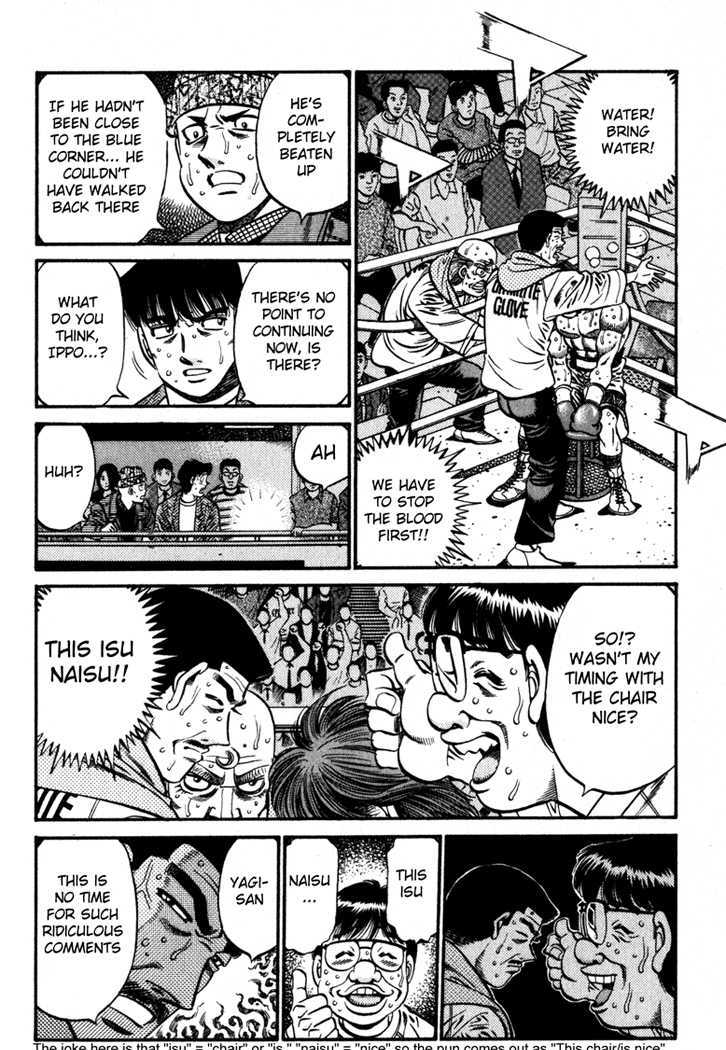 WATER!
BRING
WATER!
GLOVE
WE HAVE
TO STOP
THE BLOOD
FIRST!!
HE'S
COM-
PLETELY
BEATEN
UP
IF HE HADN'T
BEEN CLOSE
TO THE BLUE
CORNER... HE
COULDN'T
HAVE WALKED
BACK THERE
THERE'S NO
POINT TO
CONTINUING
NOW, IS
THERE?
WHAT
DO YOU
THINK,
IPPO...?
AH
HUH?
SO!?
WASN'T MY
TIMING WITH
THE CHAIR
NICE?
THIS ISU
NAISU!!
THIS
ISU
NAISU
...
YAGI-
SAN
THIS IS
NO TIME
FOR SUCH
RIDICULOUS
COMMENTS
The joke here is that "isu" = "chair" or "is," "naisu" = "nice" so the pun comes out as "This chair/is nice"